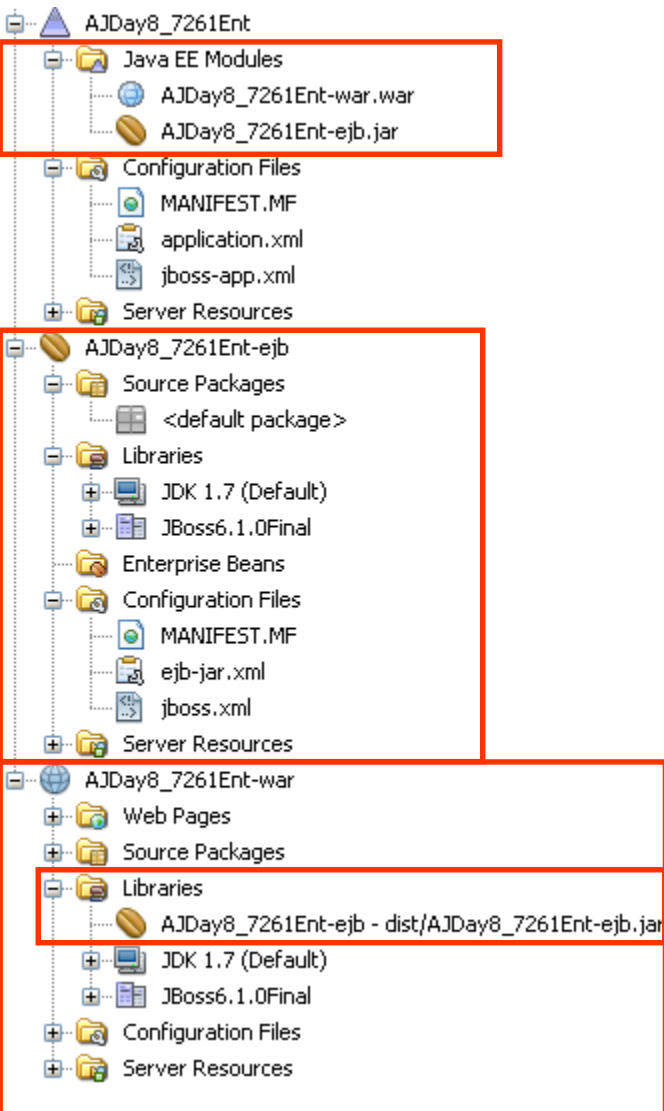 AJDay8_7261Ent
Java EE Modules
AJDay8_7261Ent-war.war
AJDay8_7261Ent-ejb.jar
Configuration Files
MANIFEST.MF
application.xml
jboss-app.xml
Server Resources
AJDay8_7261Ent-ejb
Source Packages
<default package>
Libraries
JDK 1.7 (Default)
JBoss6.1.0Final
Enterprise Beans
Configuration Files
MANIFEST.MF
ejb-jar.xml
jboss.xml
Server Resources
AJDay8_7261Ent-war
Web Pages
Source Packages
Libraries
AJDay8_7261Ent-ejb - dist/AJDay8_7261Ent-ejb.jar
JDK 1.7 (Default)
JBoss6.1.0Final
Configuration Files
Server Resources